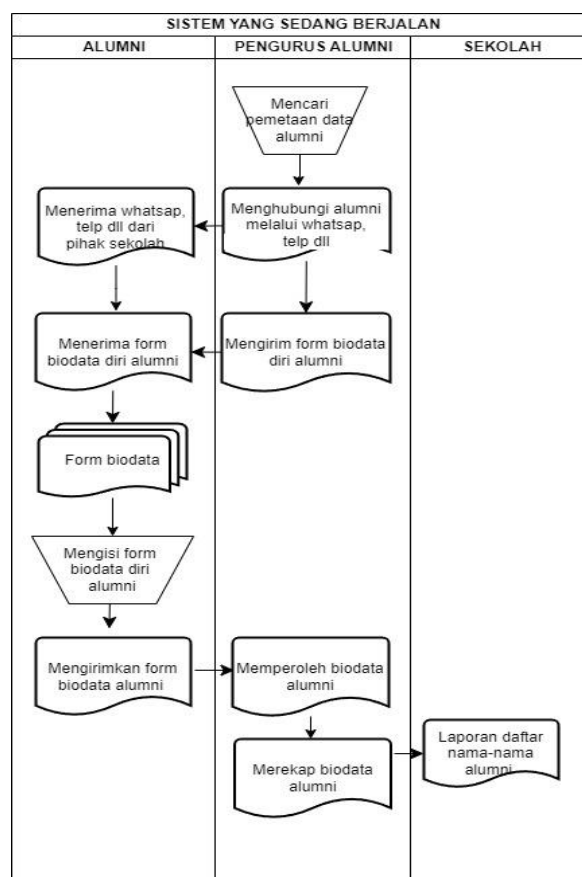 SISTEM YANG SEDANG BERJALAN
ALUMNI
PENGURUS ALUMNI
SEKOLAH
Mencari
pemetaan data
alumni
Menerima whatsap,
telp dll dari
pihak sekolah
Menghubungi alumni
melalui whatsap,
telp dll
Menerima form
biodata diri alumni
Mengirim form biodata
diri alumni
Form biodata
Mengisi form
biodata diri
alumni
Mengirimkan form
biodata alumni
Memperoleh biodata
alumni
Merekap biodata
alumni
Laporan daftar
nama-nama
alumni